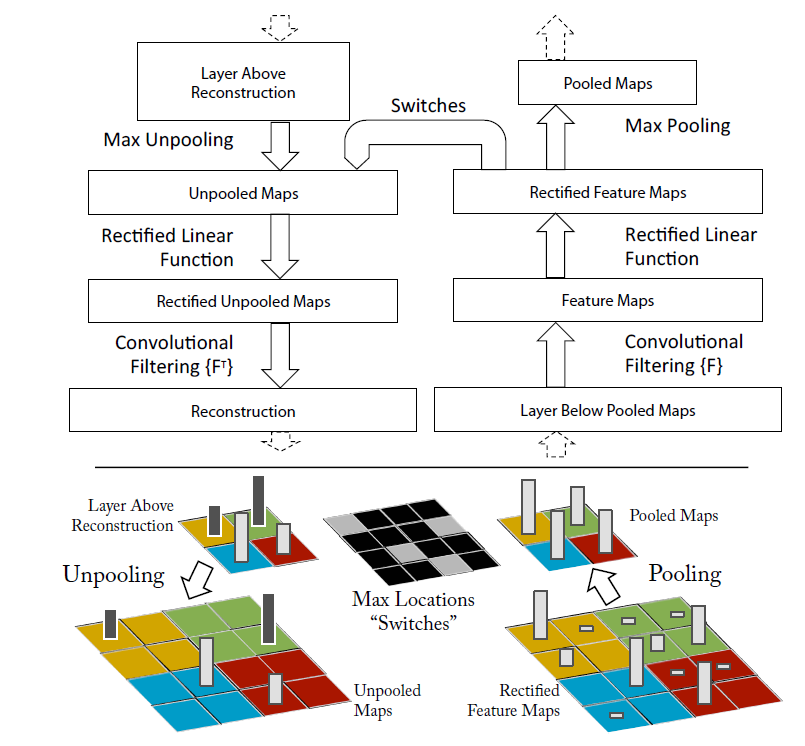 Layer Above
Reconstruction
Pooled Maps
Switches
Max Unpooling
Max Pooling
Unpooled Maps
Rectified Feature Maps
Rectified Linear
Function
Rectified Linear
Function
Rectified Unpooled Maps
Feature Maps
Convolutional
Filtering {Fᵀ}
Convolutional
Filtering {F}
Reconstruction
Layer Below Pooled Maps
Layer Above
Reconstruction
Pooled Maps
Unpooling
Pooling
Max Locations
“Switches”
Unpooled
Maps
Rectified
Feature Maps